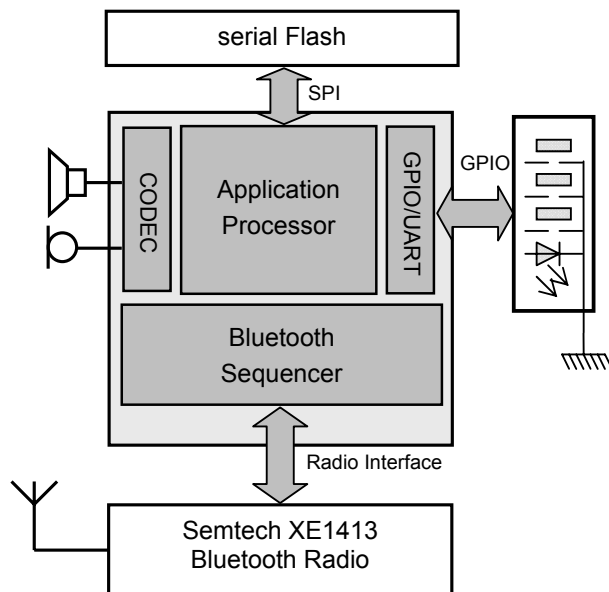 serial Flash
SPI
CODEC
Application
Processor
GPIO/UART
GPIO
Bluetooth
Sequencer
Radio Interface
Semtech XE1413
Bluetooth Radio